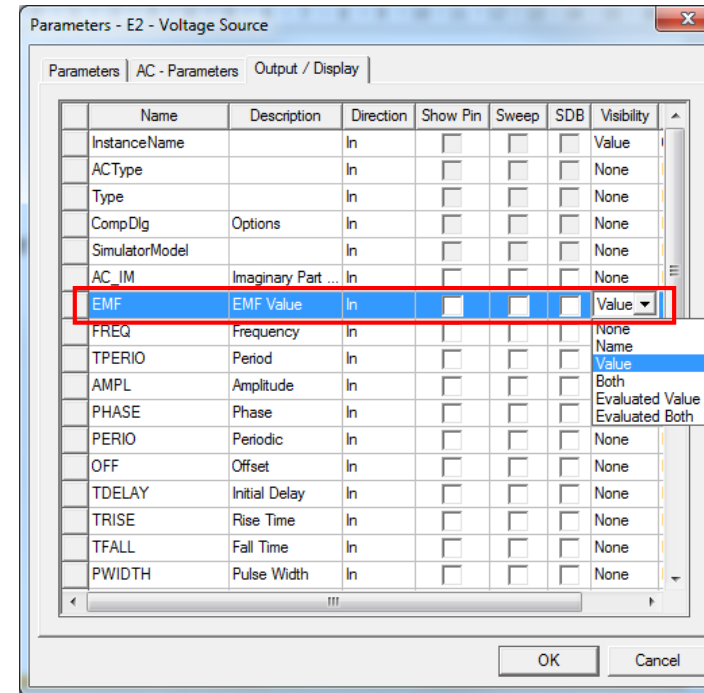 Parameters - E2 - Voltage Source
Parameters AC - Parameters Output / Display
Name Description Direction Show Pin Sweep SDB Visibility
InstanceName In Value
ACType In None
Type In None
CompDlg Options In None
SimulatorModel In None
AC_IM Imaginary Part ... In None
EMF EMF Value In Value
FREQ Frequency In None
Name
TPERIO Period In Value
AMPL Amplitude In Both
Evaluated Value
PHASE Phase In Evaluated Both
PERIO Periodic In None
OFF Offset In None
TDELAY Initial Delay In None
TRISE Rise Time In None
TFALL Fall Time In None
PWIDTH Pulse Width In None
OK Cancel